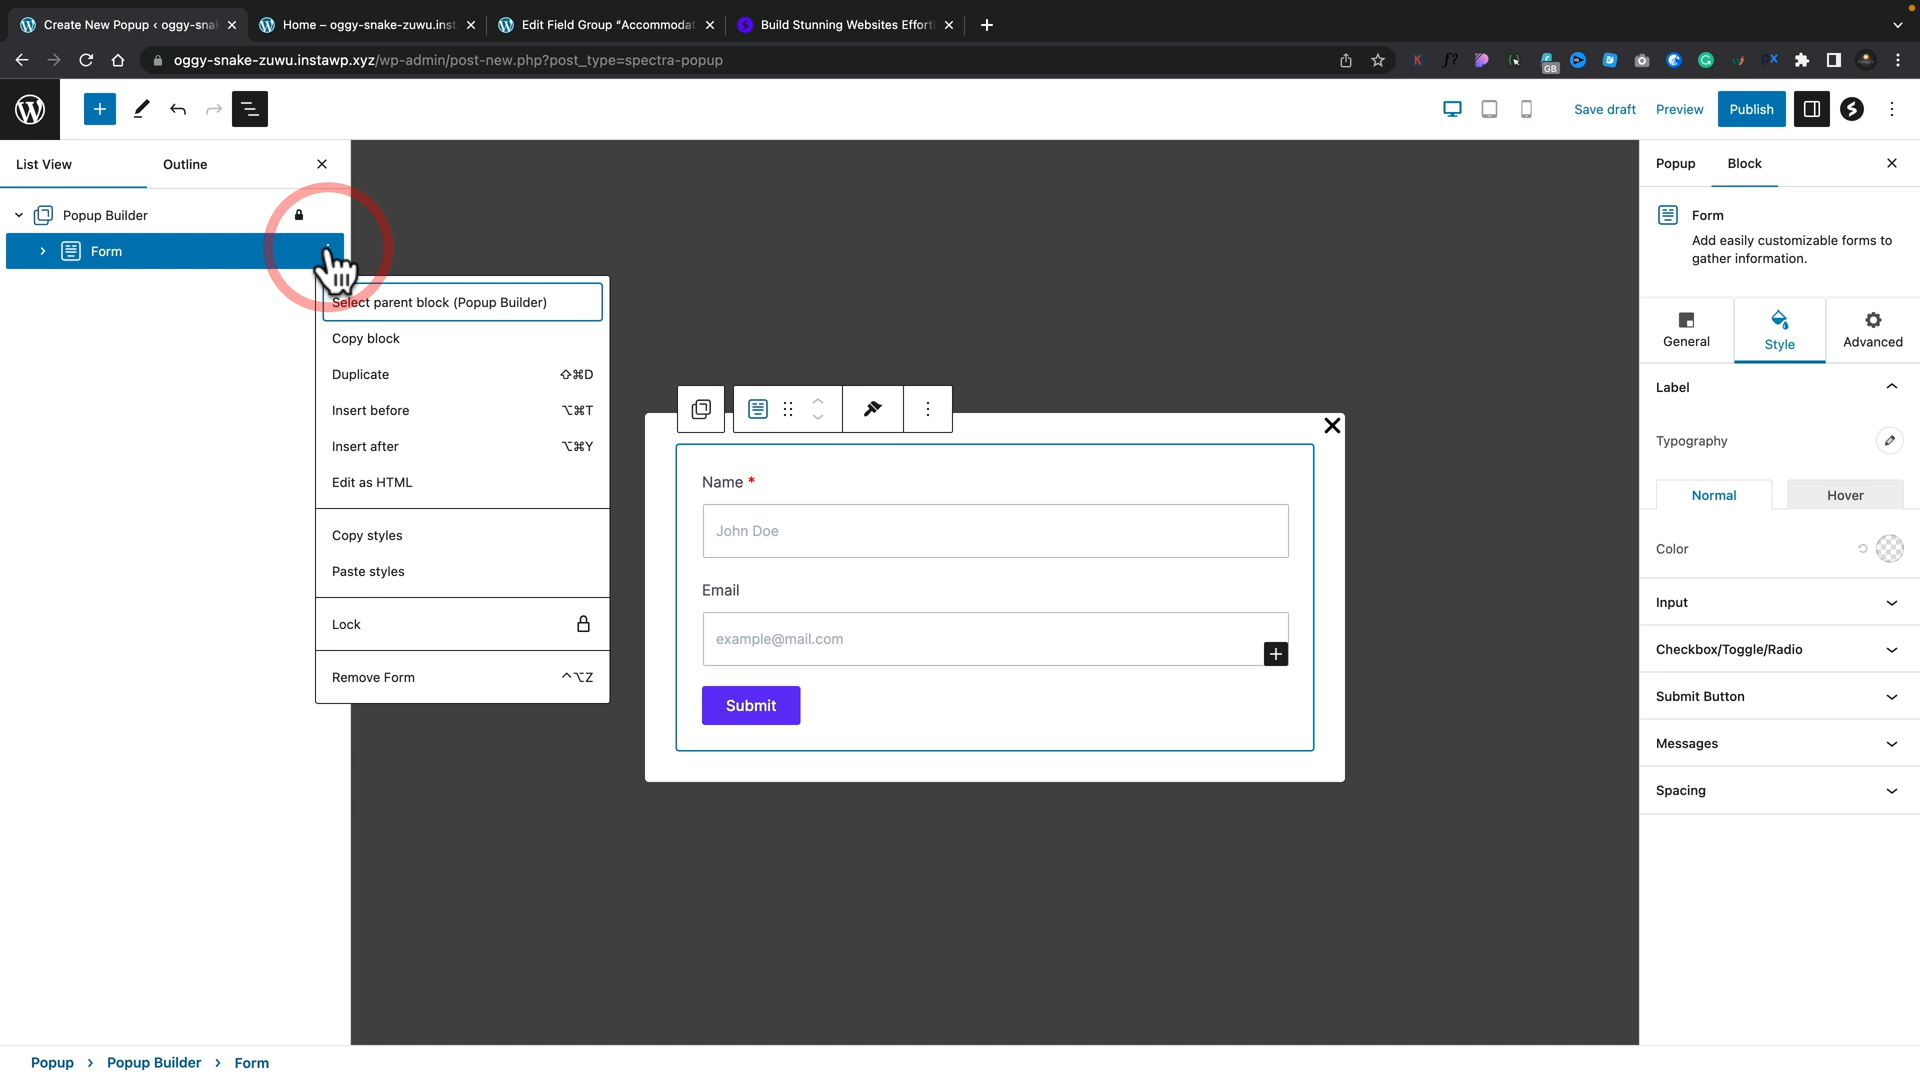 Create New Popup ‹ oggy-snak
Home – oggy-snake-zuwu.inst
Edit Field Group “Accommodat
Build Stunning Websites Effortl
oggy-snake-zuwu.instawp.xyz/wp-admin/post-new.php?post_type=spectra-popup
GB
Save draft
Preview
Publish
List View
Outline
Popup
Block
Popup Builder
Form
Form
Add easily customizable forms to
gather information.
Select parent block (Popup Builder)
Copy block
Duplicate ⇧⌘D
Insert before ⌥⌘T
Insert after ⌥⌘Y
Edit as HTML
Copy styles
Paste styles
Lock
Remove Form ^⌥Z
Name *
John Doe
Email
example@mail.com
Submit
General
Style
Advanced
Label
Typography
Normal
Hover
Color
Input
Checkbox/Toggle/Radio
Submit Button
Messages
Spacing
Popup › Popup Builder › Form